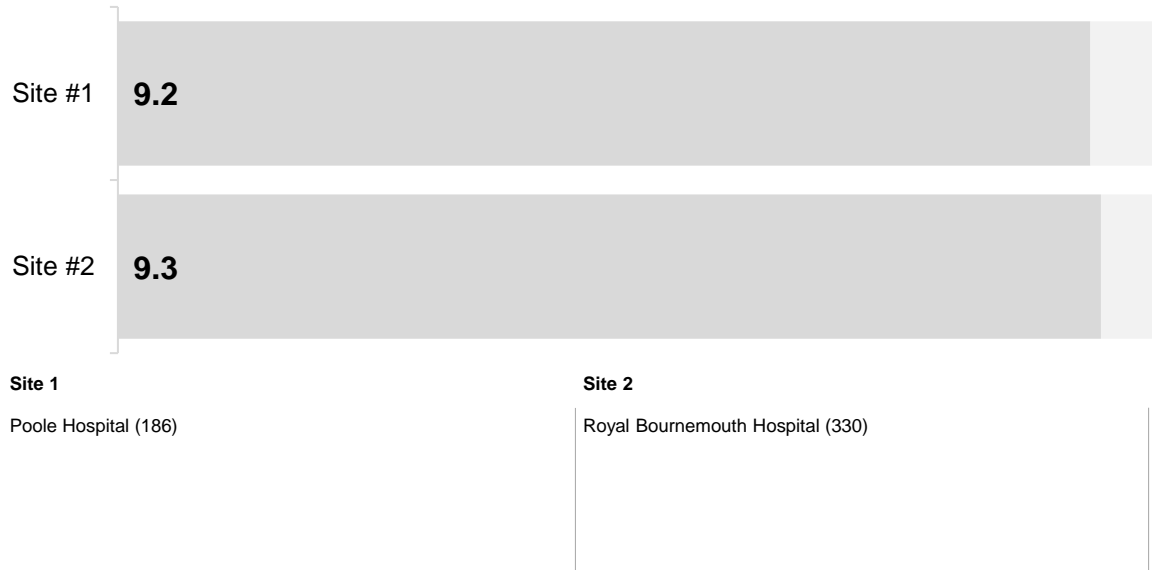 Site #1
9.2
Site #2
9.3
Site 1
Poole Hospital (186)
Site 2
Royal Bournemouth Hospital (330)